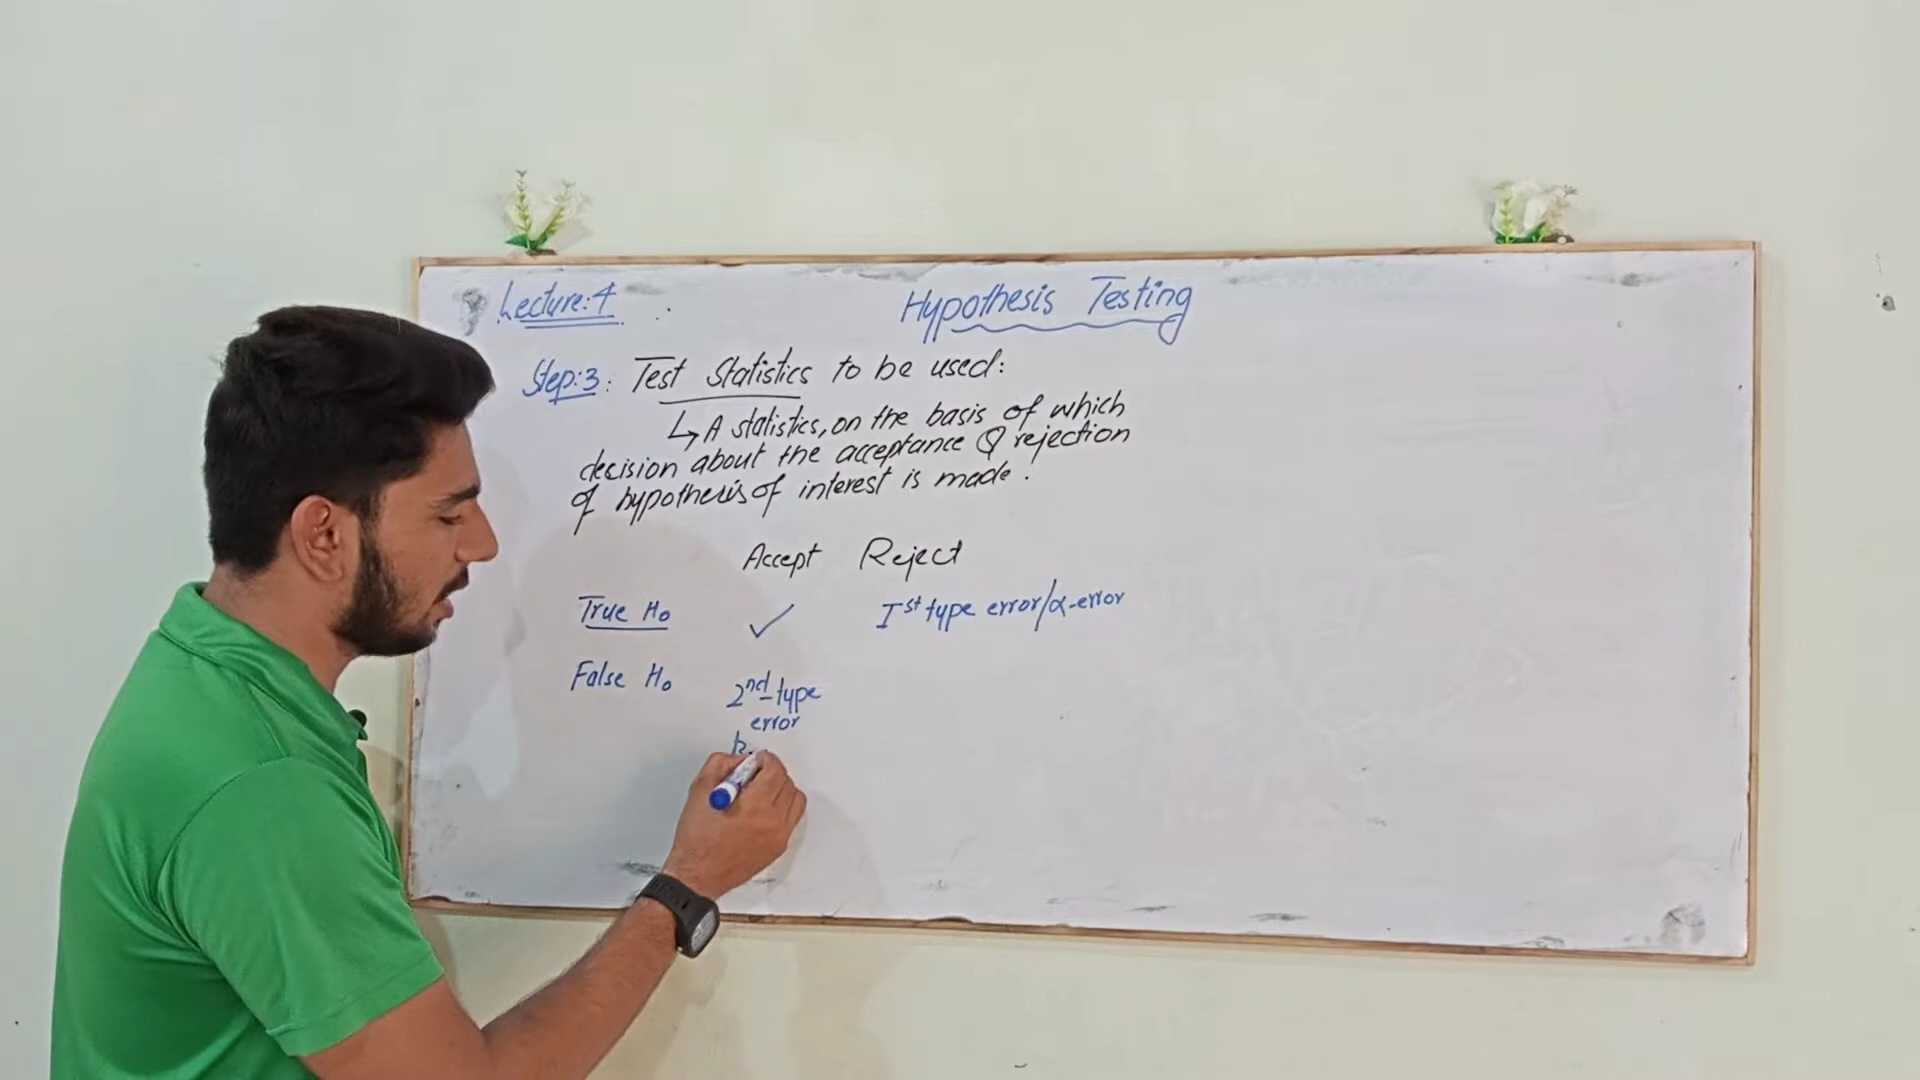 Lecture:4
Hypothesis Testing
Step:3: Test Statistics to be used:
↳ A statistics, on the basis of which
decision about the acceptance & rejection
of hypothesis of interest is made.
Accept Reject
True H₀ ✓ Iˢᵗ type error/α-error
False H₀ 2ⁿᵈ type
error